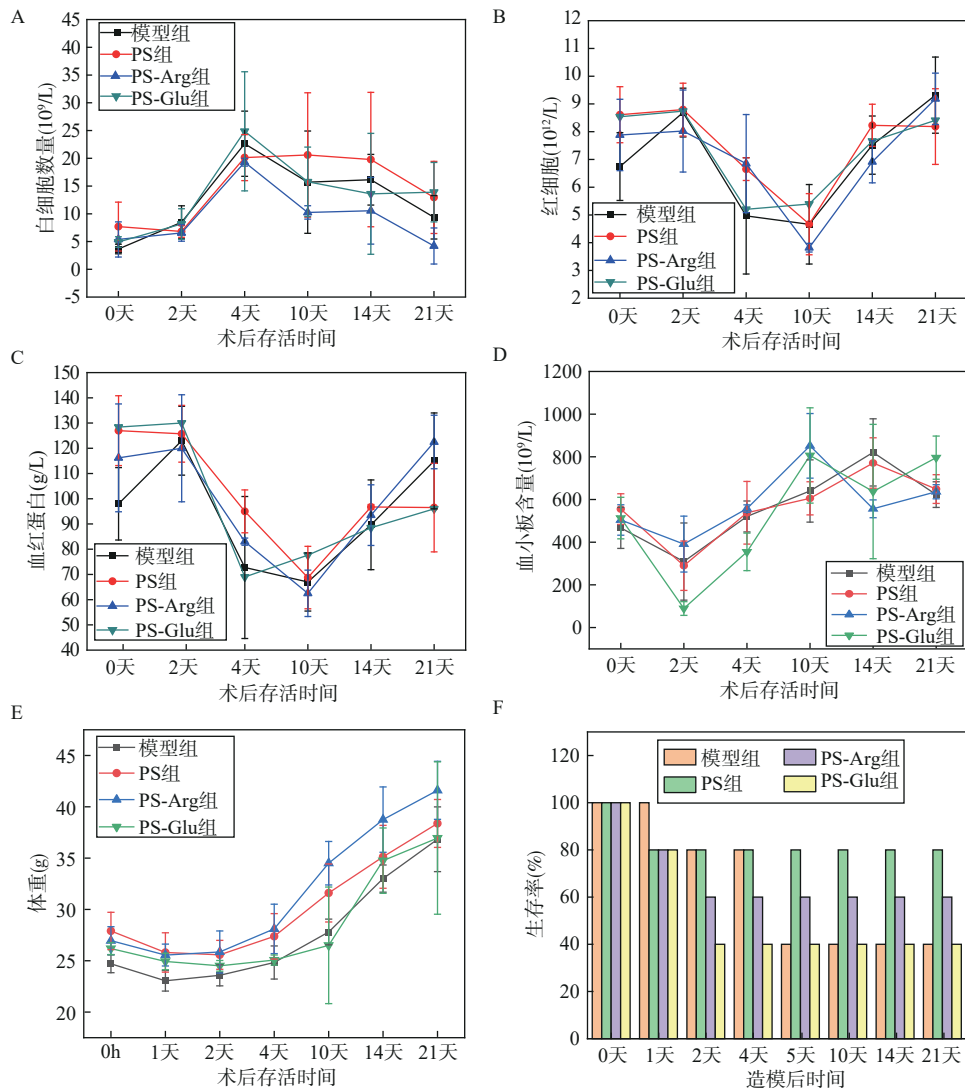 A
白细胞数量(10⁹/L)
45
40
35
30
25
20
15
10
5
0
-5
模型组
PS组
PS-Arg组
PS-Glu组
0天 2天 4天 10天 14天 21天
术后存活时间
B
红细胞(10¹²/L)
12
11
10
9
8
7
6
5
4
3
2
模型组
PS组
PS-Arg组
PS-Glu组
0天 2天 4天 10天 14天 21天
术后存活时间
C
血红蛋白(g/L)
150
140
130
120
110
100
90
80
70
60
50
40
模型组
PS组
PS-Arg组
PS-Glu组
0天 2天 4天 10天 14天 21天
术后存活时间
D
血小板含量(10⁹/L)
1000
800
600
400
200
0
模型组
PS组
PS-Arg组
PS-Glu组
0天 2天 4天 10天 14天 21天
术后存活时间
E
体重(g)
45
40
35
30
25
20
模型组
PS组
PS-Arg组
PS-Glu组
0h 1天 2天 4天 10天 14天 21天
术后存活时间
F
生存率(%)
120
100
80
60
40
20
0
模型组 PS-Arg组
PS组 PS-Glu组
0天 1天 2天 4天 5天 10天 14天 21天
造模后时间